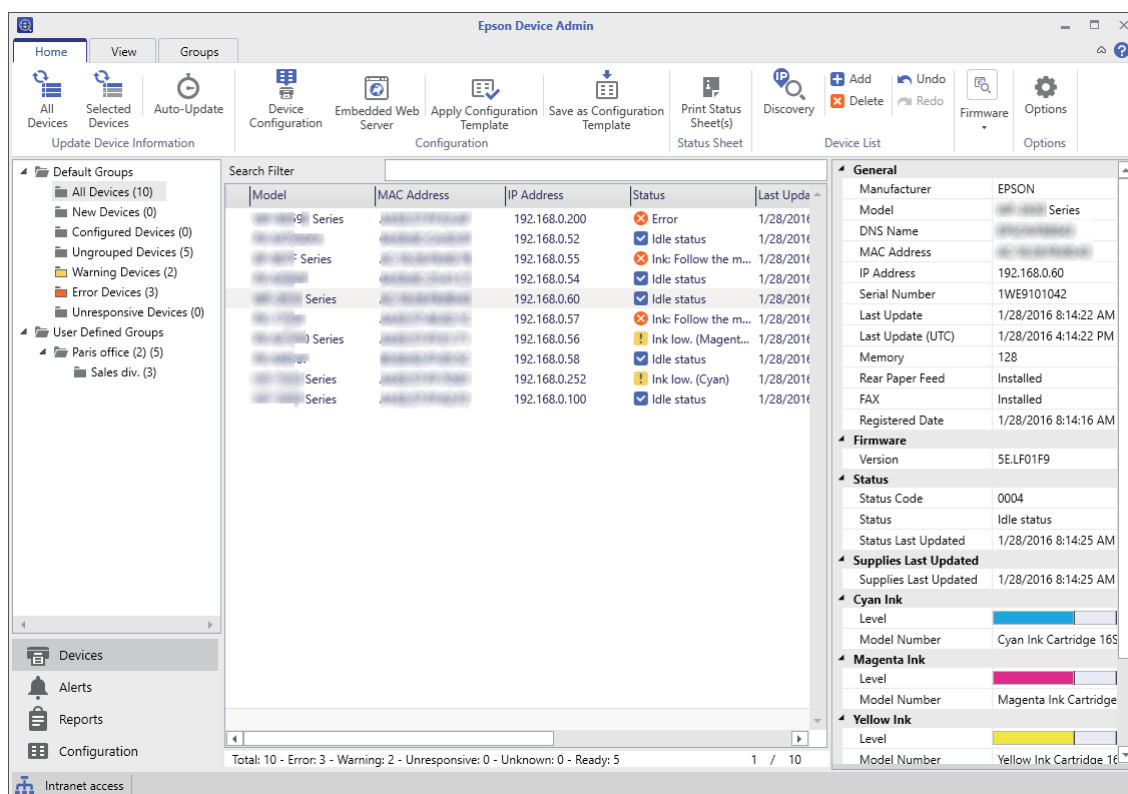 Epson Device Admin
Home View Groups
All Devices
Selected Devices
Auto-Update
Update Device Information
Device Configuration
Embedded Web Server
Apply Configuration Template
Save as Configuration Template
Configuration
Print Status Sheet(s)
Status Sheet
Discovery
Add
Delete
Undo
Redo
Device List
Firmware
Options
Options
Default Groups
All Devices (10)
New Devices (0)
Configured Devices (0)
Ungrouped Devices (5)
Warning Devices (2)
Error Devices (3)
Unresponsive Devices (0)
User Defined Groups
Paris office (2) (5)
Sales div. (3)
Devices
Alerts
Reports
Configuration
Search Filter
Model MAC Address IP Address Status Last Upda
Series 192.168.0.200 Error 1/28/2016
192.168.0.52 Idle status 1/28/2016
Series 192.168.0.55 Ink: Follow the m... 1/28/2016
192.168.0.54 Idle status 1/28/2016
Series 192.168.0.60 Idle status 1/28/2016
192.168.0.57 Ink: Follow the m... 1/28/2016
Series 192.168.0.56 Ink low. (Magent... 1/28/2016
192.168.0.58 Idle status 1/28/2016
Series 192.168.0.252 Ink low. (Cyan) 1/28/2016
Series 192.168.0.100 Idle status 1/28/2016
Total: 10 - Error: 3 - Warning: 2 - Unresponsive: 0 - Unknown: 0 - Ready: 5 1 / 10
General
Manufacturer EPSON
Model Series
DNS Name
MAC Address
IP Address 192.168.0.60
Serial Number 1WE9101042
Last Update 1/28/2016 8:14:22 AM
Last Update (UTC) 1/28/2016 4:14:22 PM
Memory 128
Rear Paper Feed Installed
FAX Installed
Registered Date 1/28/2016 8:14:16 AM
Firmware
Version 5E.LF01F9
Status
Status Code 0004
Status Idle status
Status Last Updated 1/28/2016 8:14:25 AM
Supplies Last Updated
Supplies Last Updated 1/28/2016 8:14:25 AM
Cyan Ink
Level
Model Number Cyan Ink Cartridge 16S
Magenta Ink
Level
Model Number Magenta Ink Cartridge
Yellow Ink
Level
Model Number Yellow Ink Cartridge 16
Intranet access